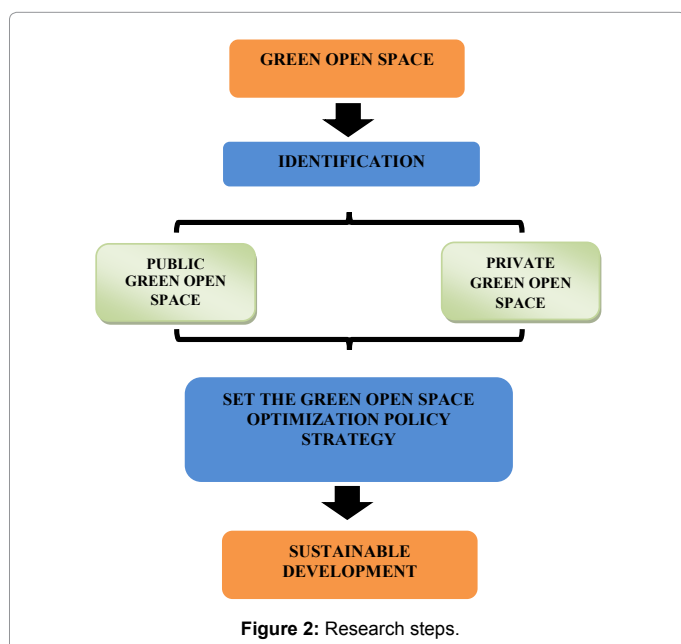 GREEN OPEN SPACE
IDENTIFICATION
PUBLIC
GREEN OPEN
SPACE
PRIVATE
GREEN OPEN
SPACE
SET THE GREEN OPEN SPACE
OPTIMIZATION POLICY
STRATEGY
SUSTAINABLE
DEVELOPMENT
Figure 2: Research steps.